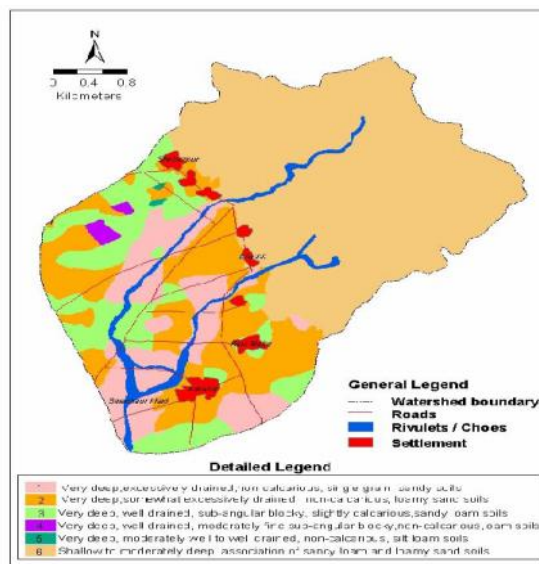 N
0 0.4 0.8
Kilometers
General Legend
Watershed boundary
Roads
Rivulets / Choes
Settlement
Detailed Legend
1 Very deep,excessively drained,non calcarious, single grain sandy soils
2 Very deep,somewhat excessively drained non-calcarious, loamy sand soils
3 Very deep, well drained, sub-angular blocky, slightly calcarious,sandy loam soils
4 Very deep, well drained, moderately fine sub-angular blocky,non-calcarious, loam soils
5 Very deep, moderately well to well drained, non-calcarious, silt loam soils
6 Shallow to moderately deep, association of sandy loam and loamy sand soils